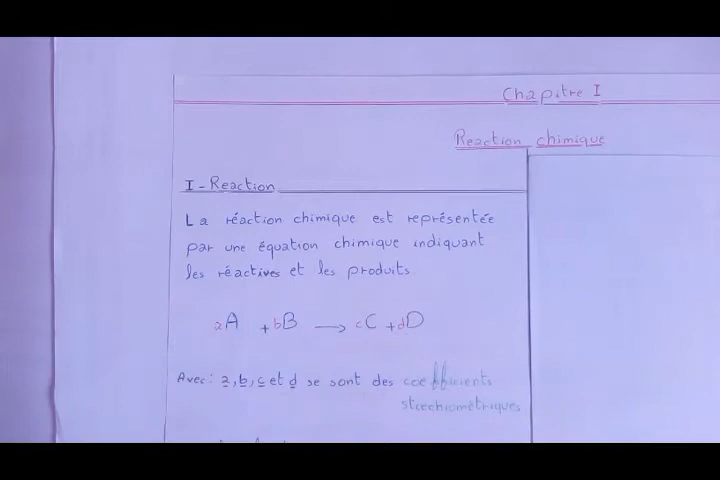 Chapitre I
Reaction chimique
I - Reaction
La réaction chimique est représentée
par une équation chimique indiquant
les réactives et les produits
aA + bB → cC + dD
Avec : a, b, c et d se sont des coefficients
stœchiométriques